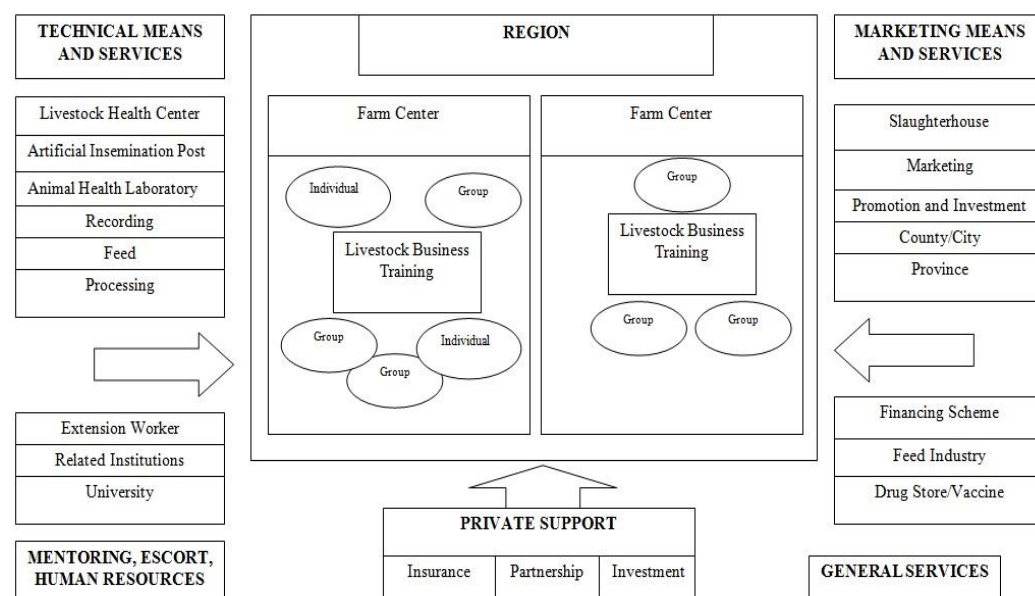 TECHNICAL MEANS
AND SERVICES
Livestock Health Center
Artificial Insemination Post
Animal Health Laboratory
Recording
Feed
Processing
Extension Worker
Related Institutions
University
MENTORING, ESCORT,
HUMAN RESOURCES
REGION
Farm Center
Individual
Group
Livestock Business
Training
Group
Individual
Group
Farm Center
Group
Livestock Business
Training
Group
Group
PRIVATE SUPPORT
Insurance
Partnership
Investment
MARKETING MEANS
AND SERVICES
Slaughterhouse
Marketing
Promotion and Investment
County/City
Province
Financing Scheme
Feed Industry
Drug Store/Vaccine
GENERAL SERVICES